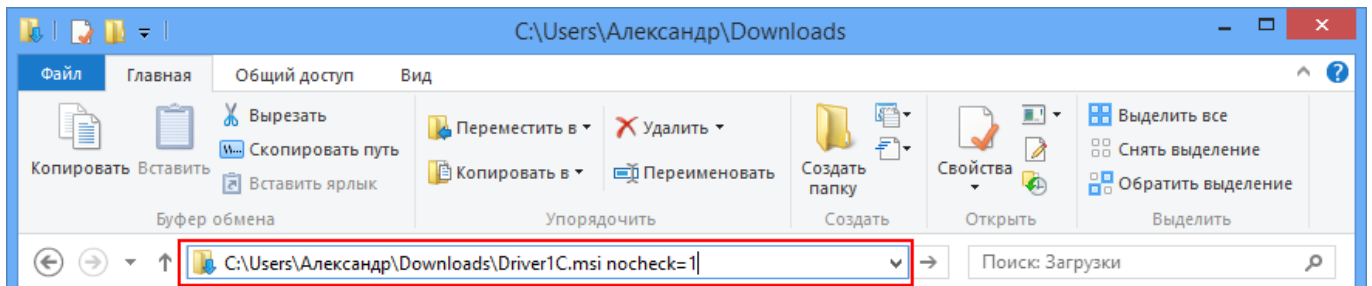 C:\Users\Александр\Downloads
Файл Главная Общий доступ Вид
Копировать
Вставить
Вырезать
Скопировать путь
Вставить ярлык
Буфер обмена
Переместить в
Копировать в
Удалить
Переименовать
Упорядочить
Создать
папку
Создать
Свойства
Открыть
Выделить все
Снять выделение
Обратить выделение
Выделить
C:\Users\Александр\Downloads\Driver1C.msi nocheck=1
Поиск: Загрузки